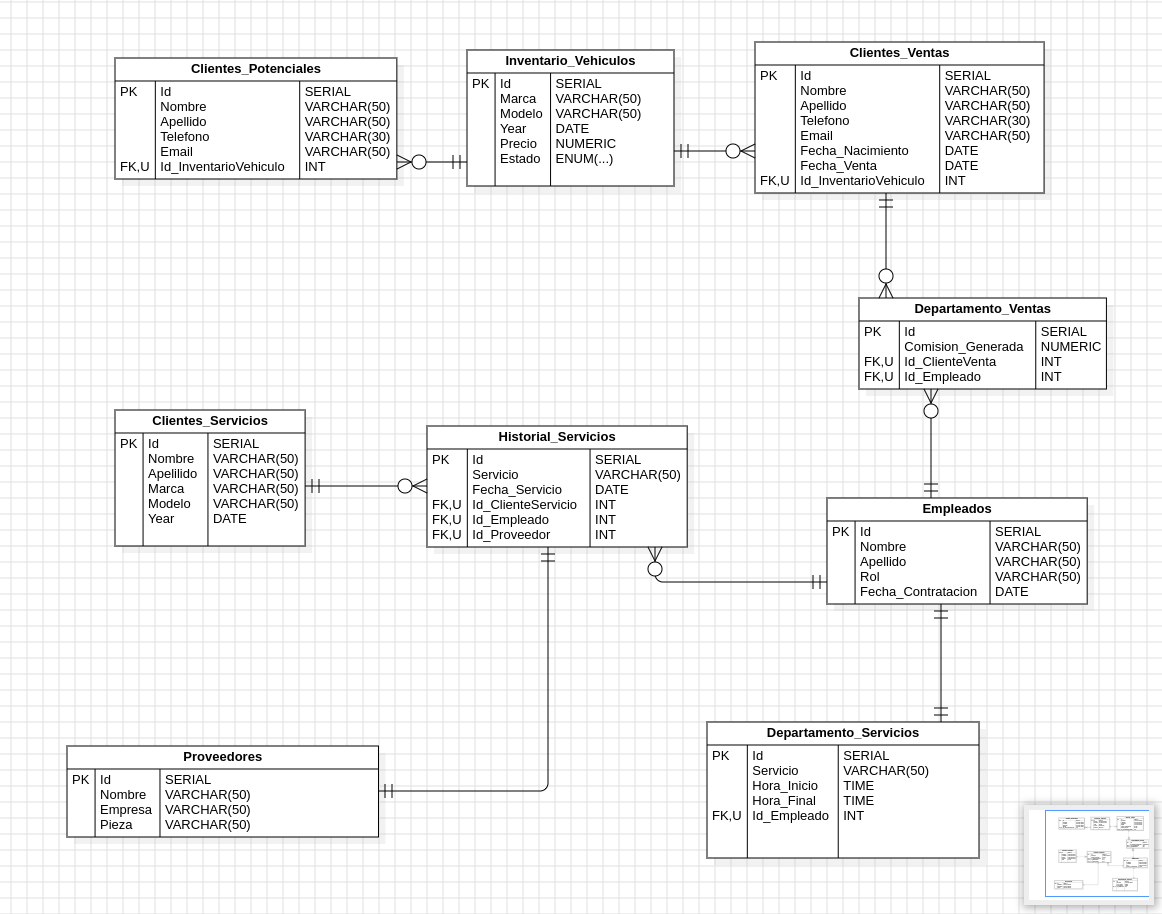 Clientes_Potenciales
PK Id SERIAL
Nombre VARCHAR(50)
Apellido VARCHAR(50)
Telefono VARCHAR(30)
Email VARCHAR(50)
FK,U Id_InventarioVehiculo INT
Inventario_Vehiculos
PK Id SERIAL
Marca VARCHAR(50)
Modelo VARCHAR(50)
Year DATE
Precio NUMERIC
Estado ENUM(...)
Clientes_Ventas
PK Id SERIAL
Nombre VARCHAR(50)
Apellido VARCHAR(50)
Telefono VARCHAR(30)
Email VARCHAR(50)
Fecha_Nacimiento DATE
Fecha_Venta DATE
FK,U Id_InventarioVehiculo INT
Departamento_Ventas
PK Id SERIAL
Comision_Generada NUMERIC
FK,U Id_ClienteVenta INT
FK,U Id_Empleado INT
Clientes_Servicios
PK Id SERIAL
Nombre VARCHAR(50)
Apelilido VARCHAR(50)
Marca VARCHAR(50)
Modelo VARCHAR(50)
Year DATE
Historial_Servicios
PK Id SERIAL
Servicio VARCHAR(50)
Fecha_Servicio DATE
FK,U Id_ClienteServicio INT
FK,U Id_Empleado INT
FK,U Id_Proveedor INT
Empleados
PK Id SERIAL
Nombre VARCHAR(50)
Apellido VARCHAR(50)
Rol VARCHAR(50)
Fecha_Contratacion DATE
Proveedores
PK Id SERIAL
Nombre VARCHAR(50)
Empresa VARCHAR(50)
Pieza VARCHAR(50)
Departamento_Servicios
PK Id SERIAL
Servicio VARCHAR(50)
Hora_Inicio TIME
Hora_Final TIME
FK,U Id_Empleado INT